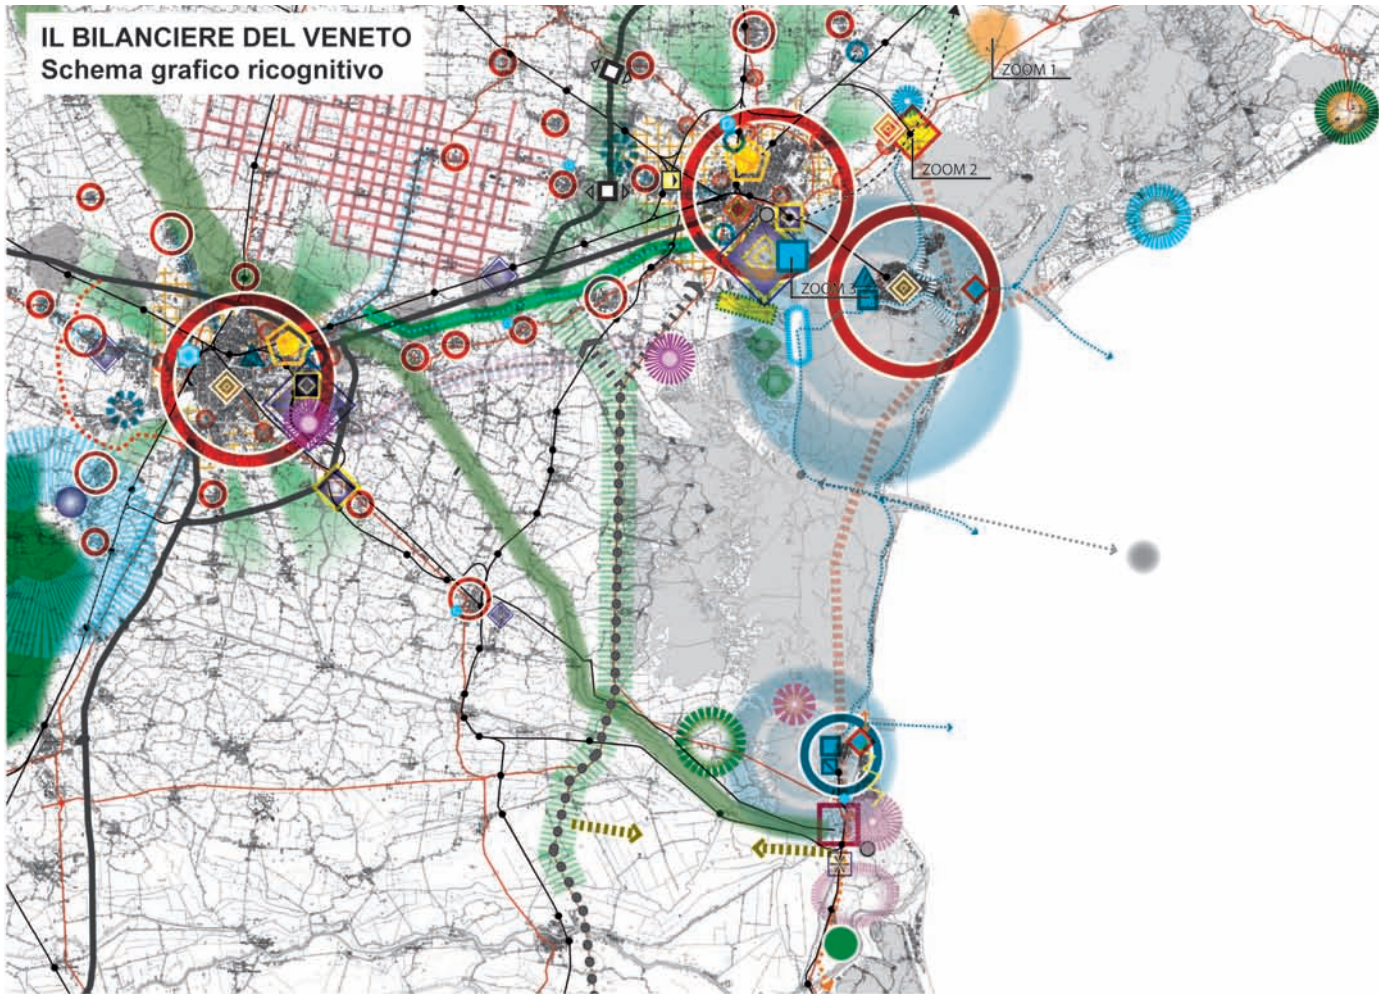 IL BILANCIERE DEL VENETO
Schema grafico ricognitivo
ZOOM 1
ZOOM 2
ZOOM 3